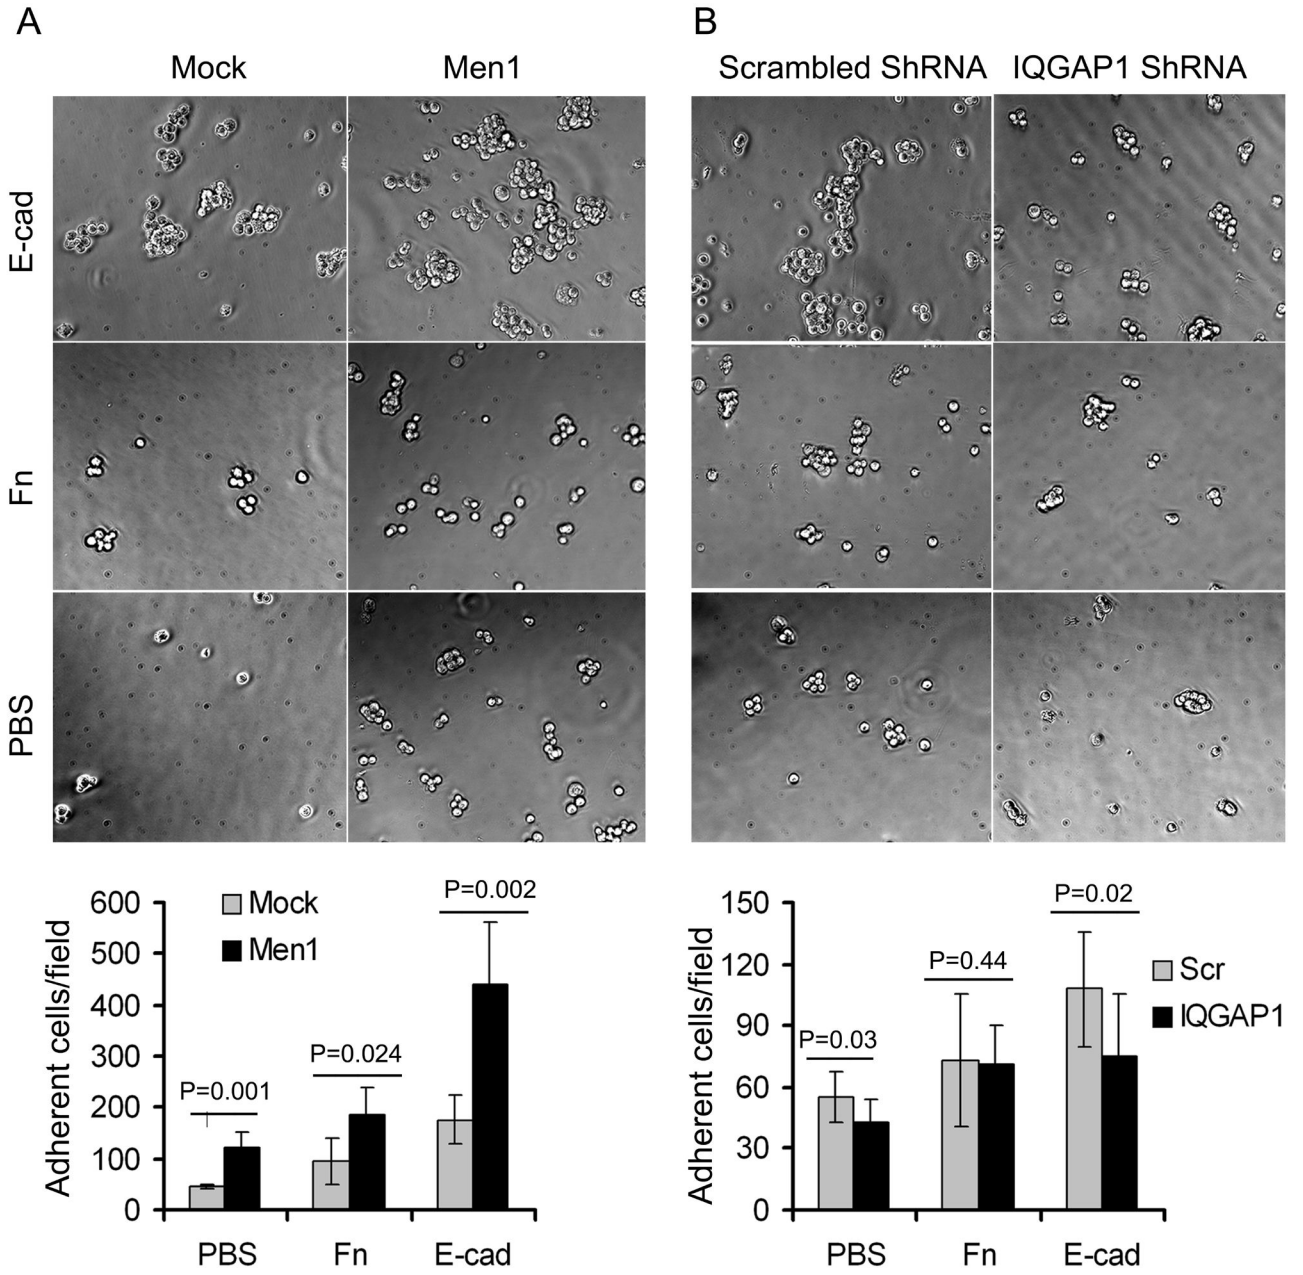 A
B
Mock
Men1
Scrambled ShRNA
IQGAP1 ShRNA
E-cad
Fn
PBS
Adherent cells/field
600
500
400
300
200
100
0
Mock
Men1
P=0.001
P=0.024
P=0.002
PBS
Fn
E-cad
Adherent cells/field
150
120
90
60
30
0
P=0.03
P=0.44
P=0.02
Scr
IQGAP1
PBS
Fn
E-cad